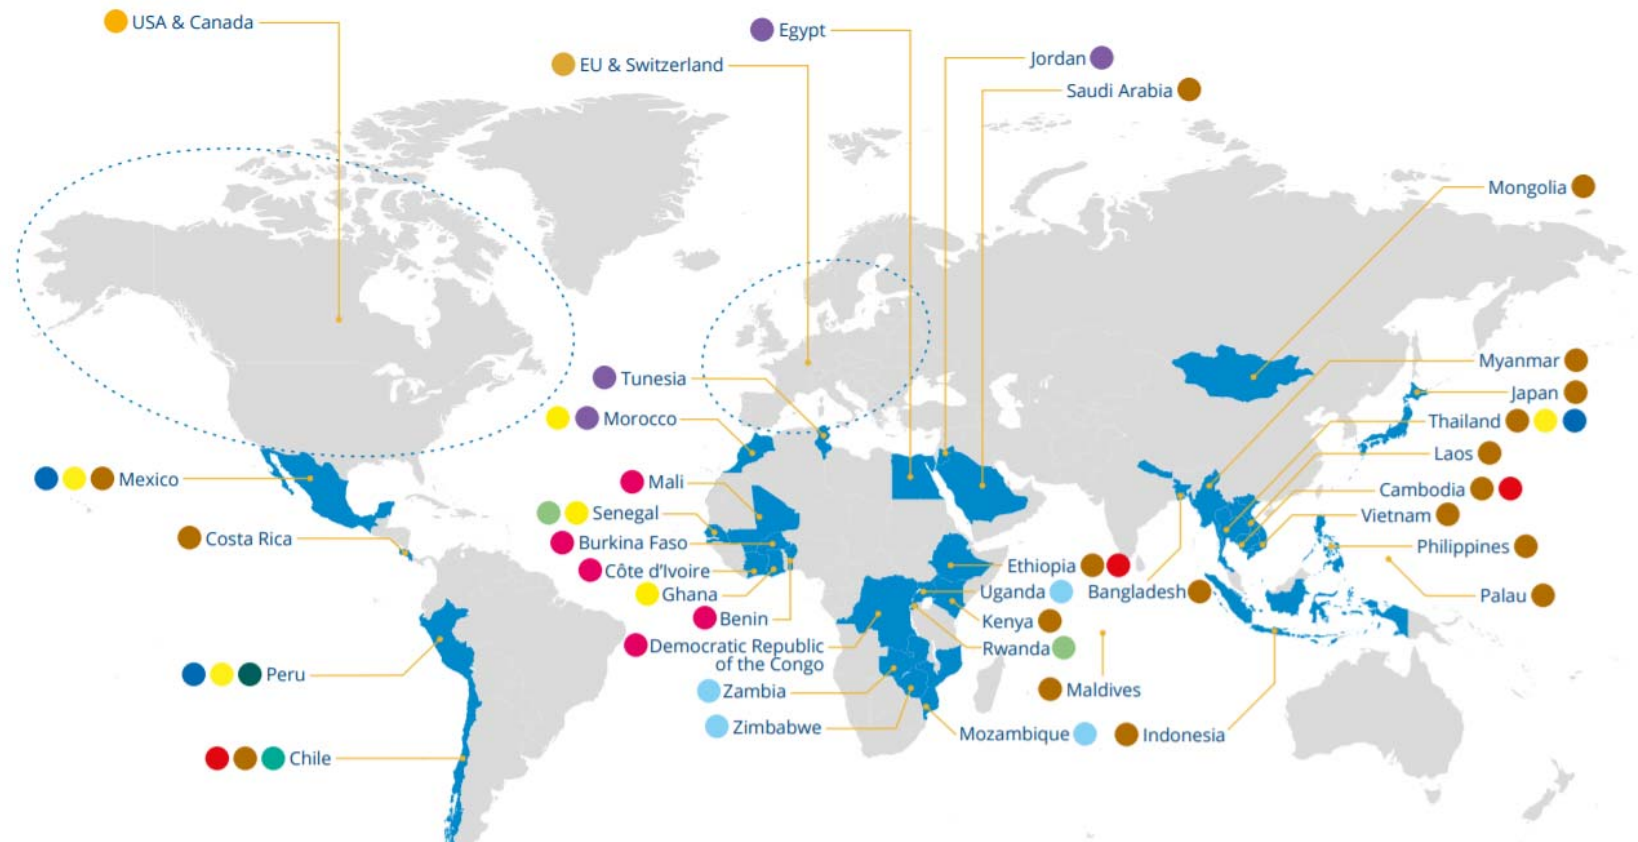 USA & Canada
Egypt
EU & Switzerland
Jordan
Saudi Arabia
Mongolia
Myanmar
Japan
Thailand
Laos
Cambodia
Vietnam
Philippines
Palau
Tunesia
Morocco
Mali
Senegal
Burkina Faso
Côte d'Ivoire
Ghana
Benin
Democratic Republic
of the Congo
Zambia
Zimbabwe
Mexico
Costa Rica
Peru
Chile
Ethiopia
Uganda
Bangladesh
Kenya
Rwanda
Maldives
Mozambique
Indonesia